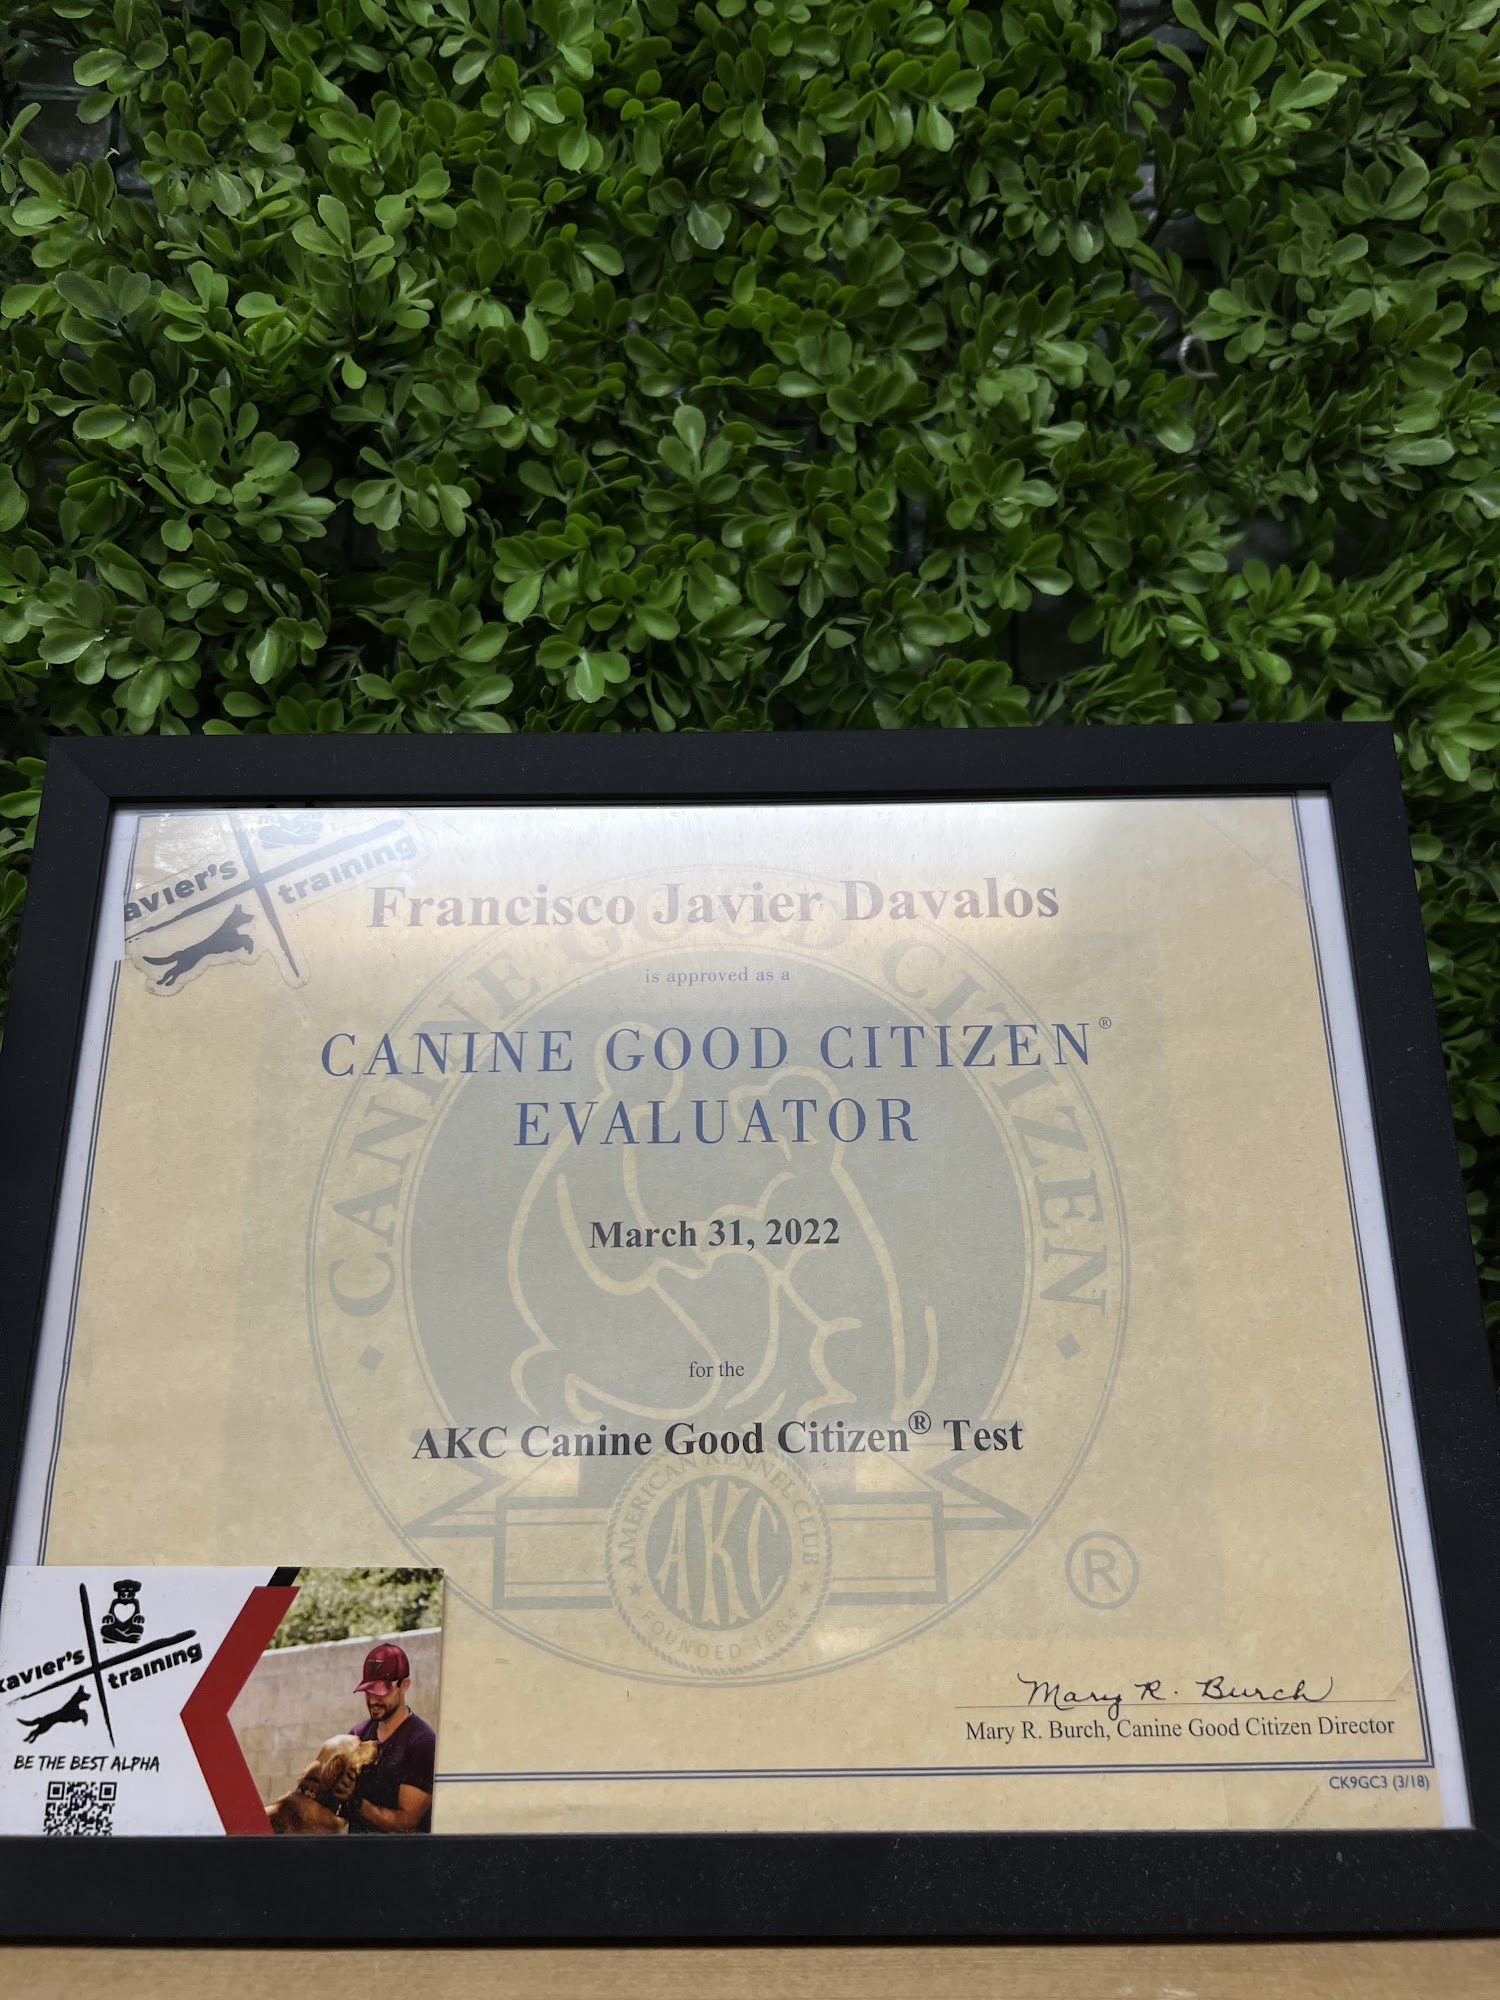 avier's
training
Francisco Javier Davalos
is approved as a
CANINE GOOD CITIZEN®
EVALUATOR
CANINE GOOD CITIZEN
March 31, 2022
for the
AKC Canine Good Citizen® Test
AMERICAN KENNEL CLUB
AKC
FOUNDED 1884
®
Mary R. Burch
Mary R. Burch, Canine Good Citizen Director
CK9GC3 (3/18)
xavier's
training
BE THE BEST ALPHA